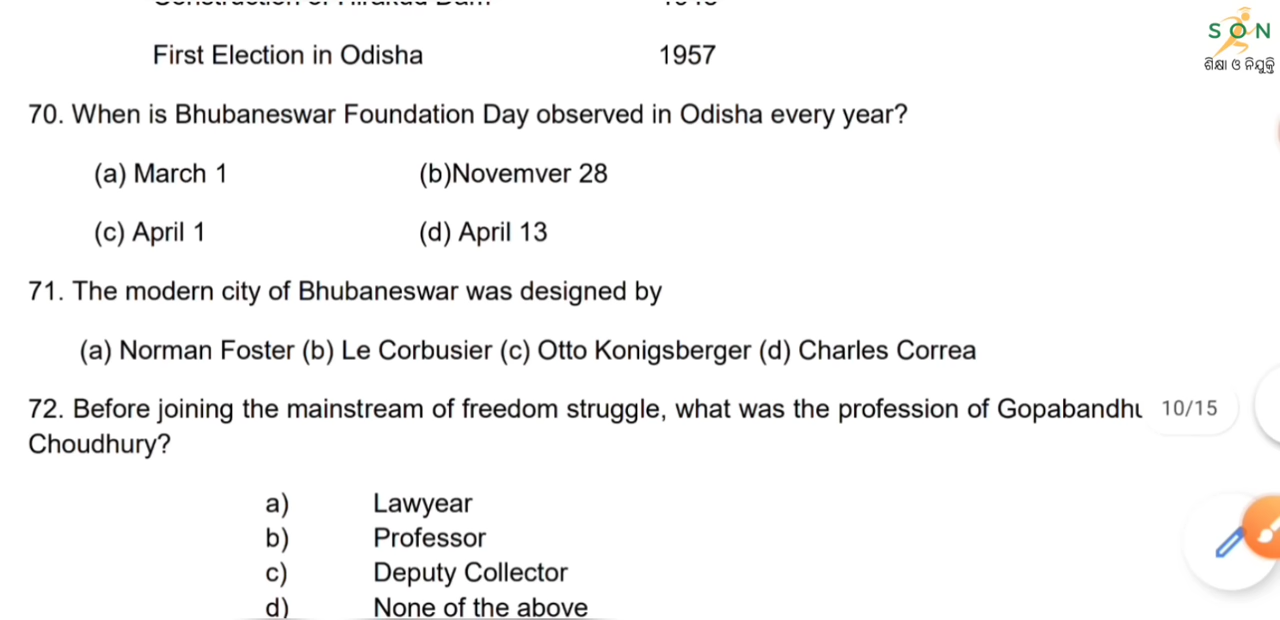 First Election in Odisha 1957
SON
ଶିକ୍ଷା ଓ ନିଯୁକ୍ତି
70. When is Bhubaneswar Foundation Day observed in Odisha every year?
(a) March 1 (b)Novemver 28
(c) April 1 (d) April 13
71. The modern city of Bhubaneswar was designed by
(a) Norman Foster (b) Le Corbusier (c) Otto Konigsberger (d) Charles Correa
72. Before joining the mainstream of freedom struggle, what was the profession of Gopabandhu 10/15
Choudhury?
a) Lawyear
b) Professor
c) Deputy Collector
d) None of the above